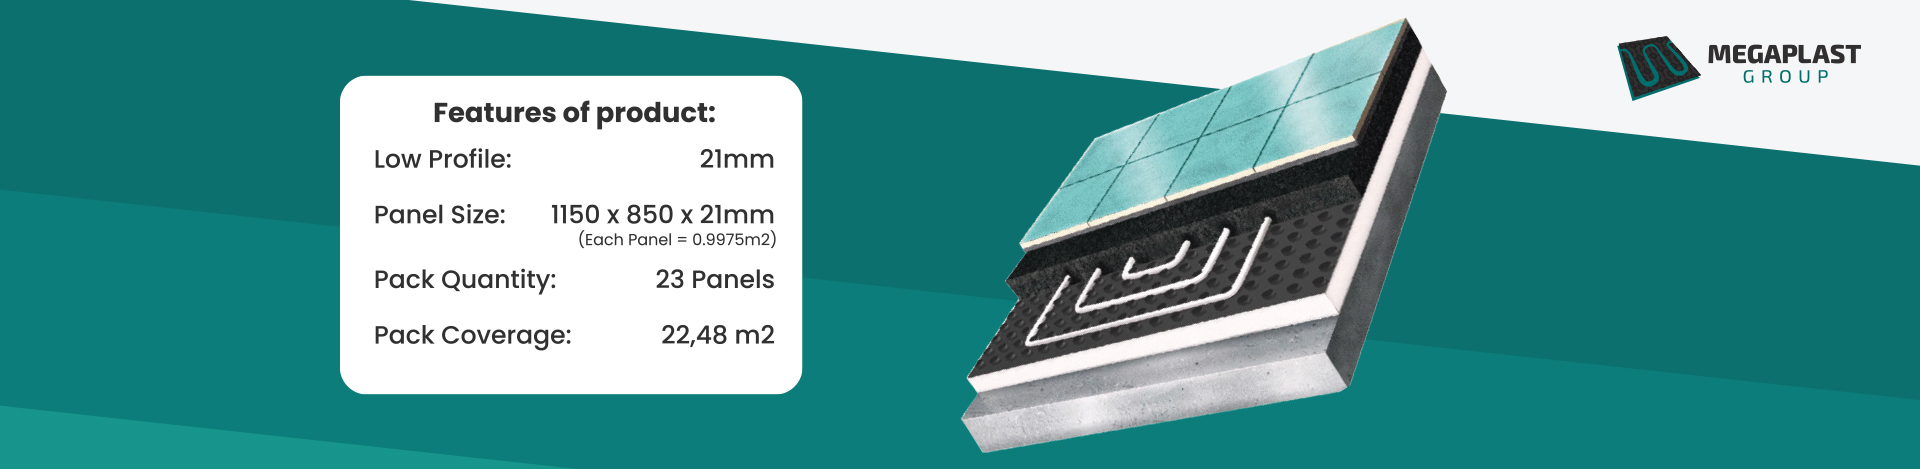 Features of product:
Low Profile: 21mm
Panel Size: 1150 x 850 x 21mm
(Each Panel = 0.9975m2)
Pack Quantity: 23 Panels
Pack Coverage: 22,48 m2
MEGAPLAST
GROUP